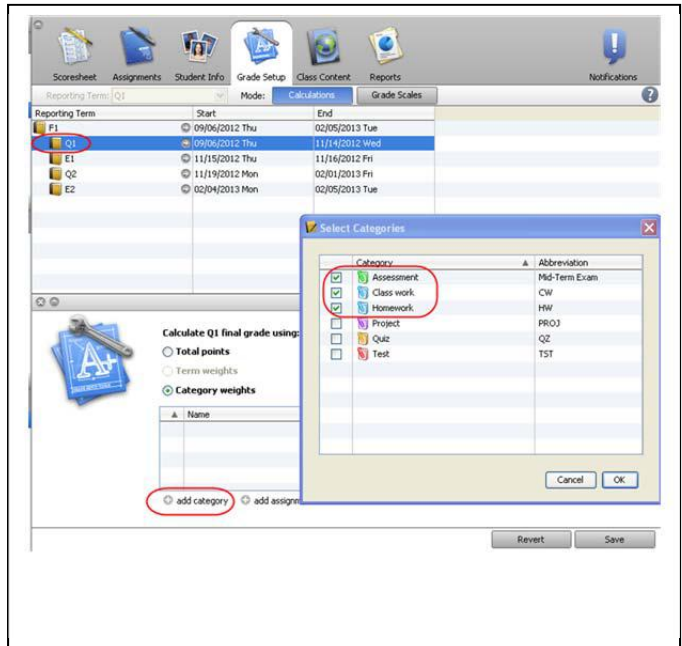 Scoresheet Assignments Student Info Grade Setup Class Content Reports Notifications
Reporting Term: Q1 Mode: Calculations Grade Scales ?
Reporting Term Start End
F1 09/06/2012 Thu 02/05/2013 Tue
Q1 09/06/2012 Thu 11/14/2012 Wed
E1 11/15/2012 Thu 11/16/2012 Fri
Q2 11/19/2012 Mon 02/01/2013 Fri
E2 02/04/2013 Mon 02/05/2013 Tue
Select Categories
Category Abbreviation
Assessment Mid-Term Exam
Class work CW
Homework HW
Project PROJ
Quiz QZ
Test TST
Cancel OK
A+
Calculate Q1 final grade using:
Total points
Term weights
Category weights
Name
add category add assignm
Revert Save